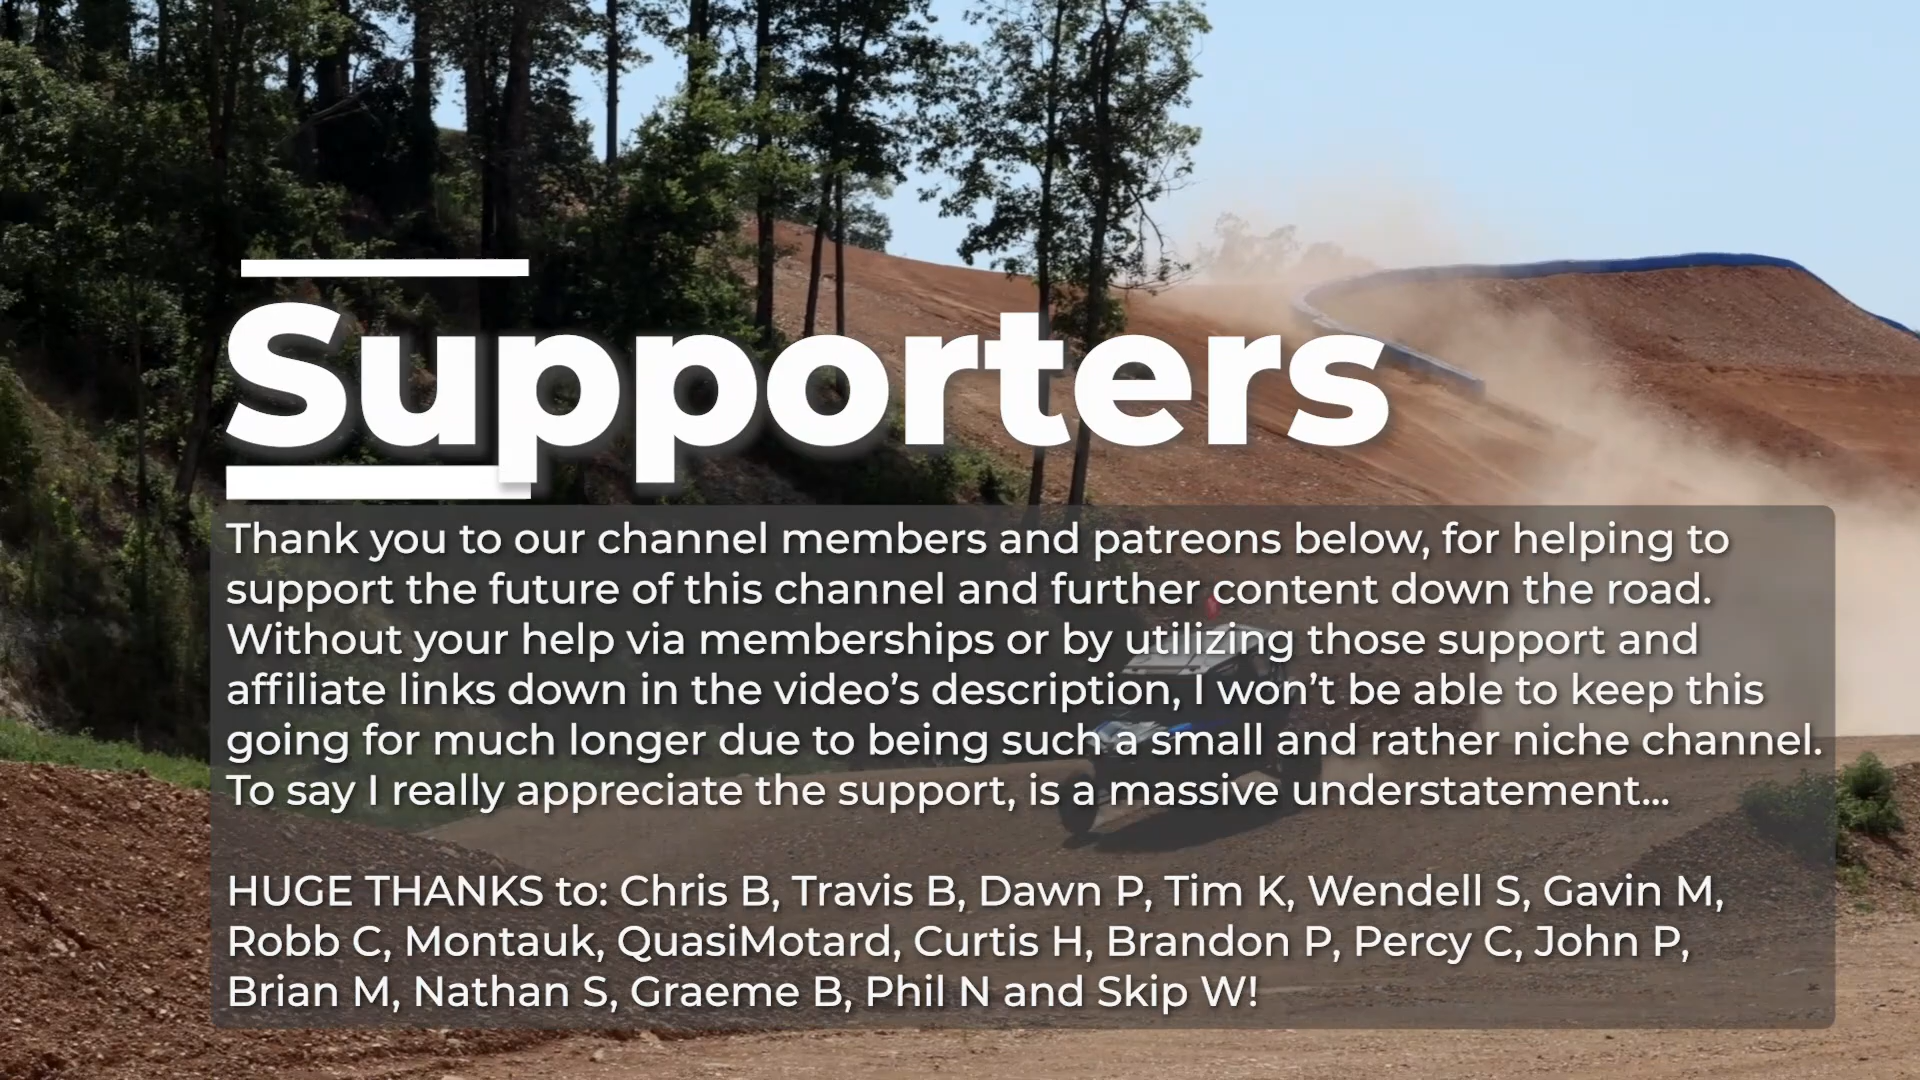 Supporters
Thank you to our channel members and patreons below, for helping to
support the future of this channel and further content down the road.
Without your help via memberships or by utilizing those support and
affiliate links down in the video’s description, I won’t be able to keep this
going for much longer due to being such a small and rather niche channel.
To say I really appreciate the support, is a massive understatement...
HUGE THANKS to: Chris B, Travis B, Dawn P, Tim K, Wendell S, Gavin M,
Robb C, Montauk, QuasiMotard, Curtis H, Brandon P, Percy C, John P,
Brian M, Nathan S, Graeme B, Phil N and Skip W!